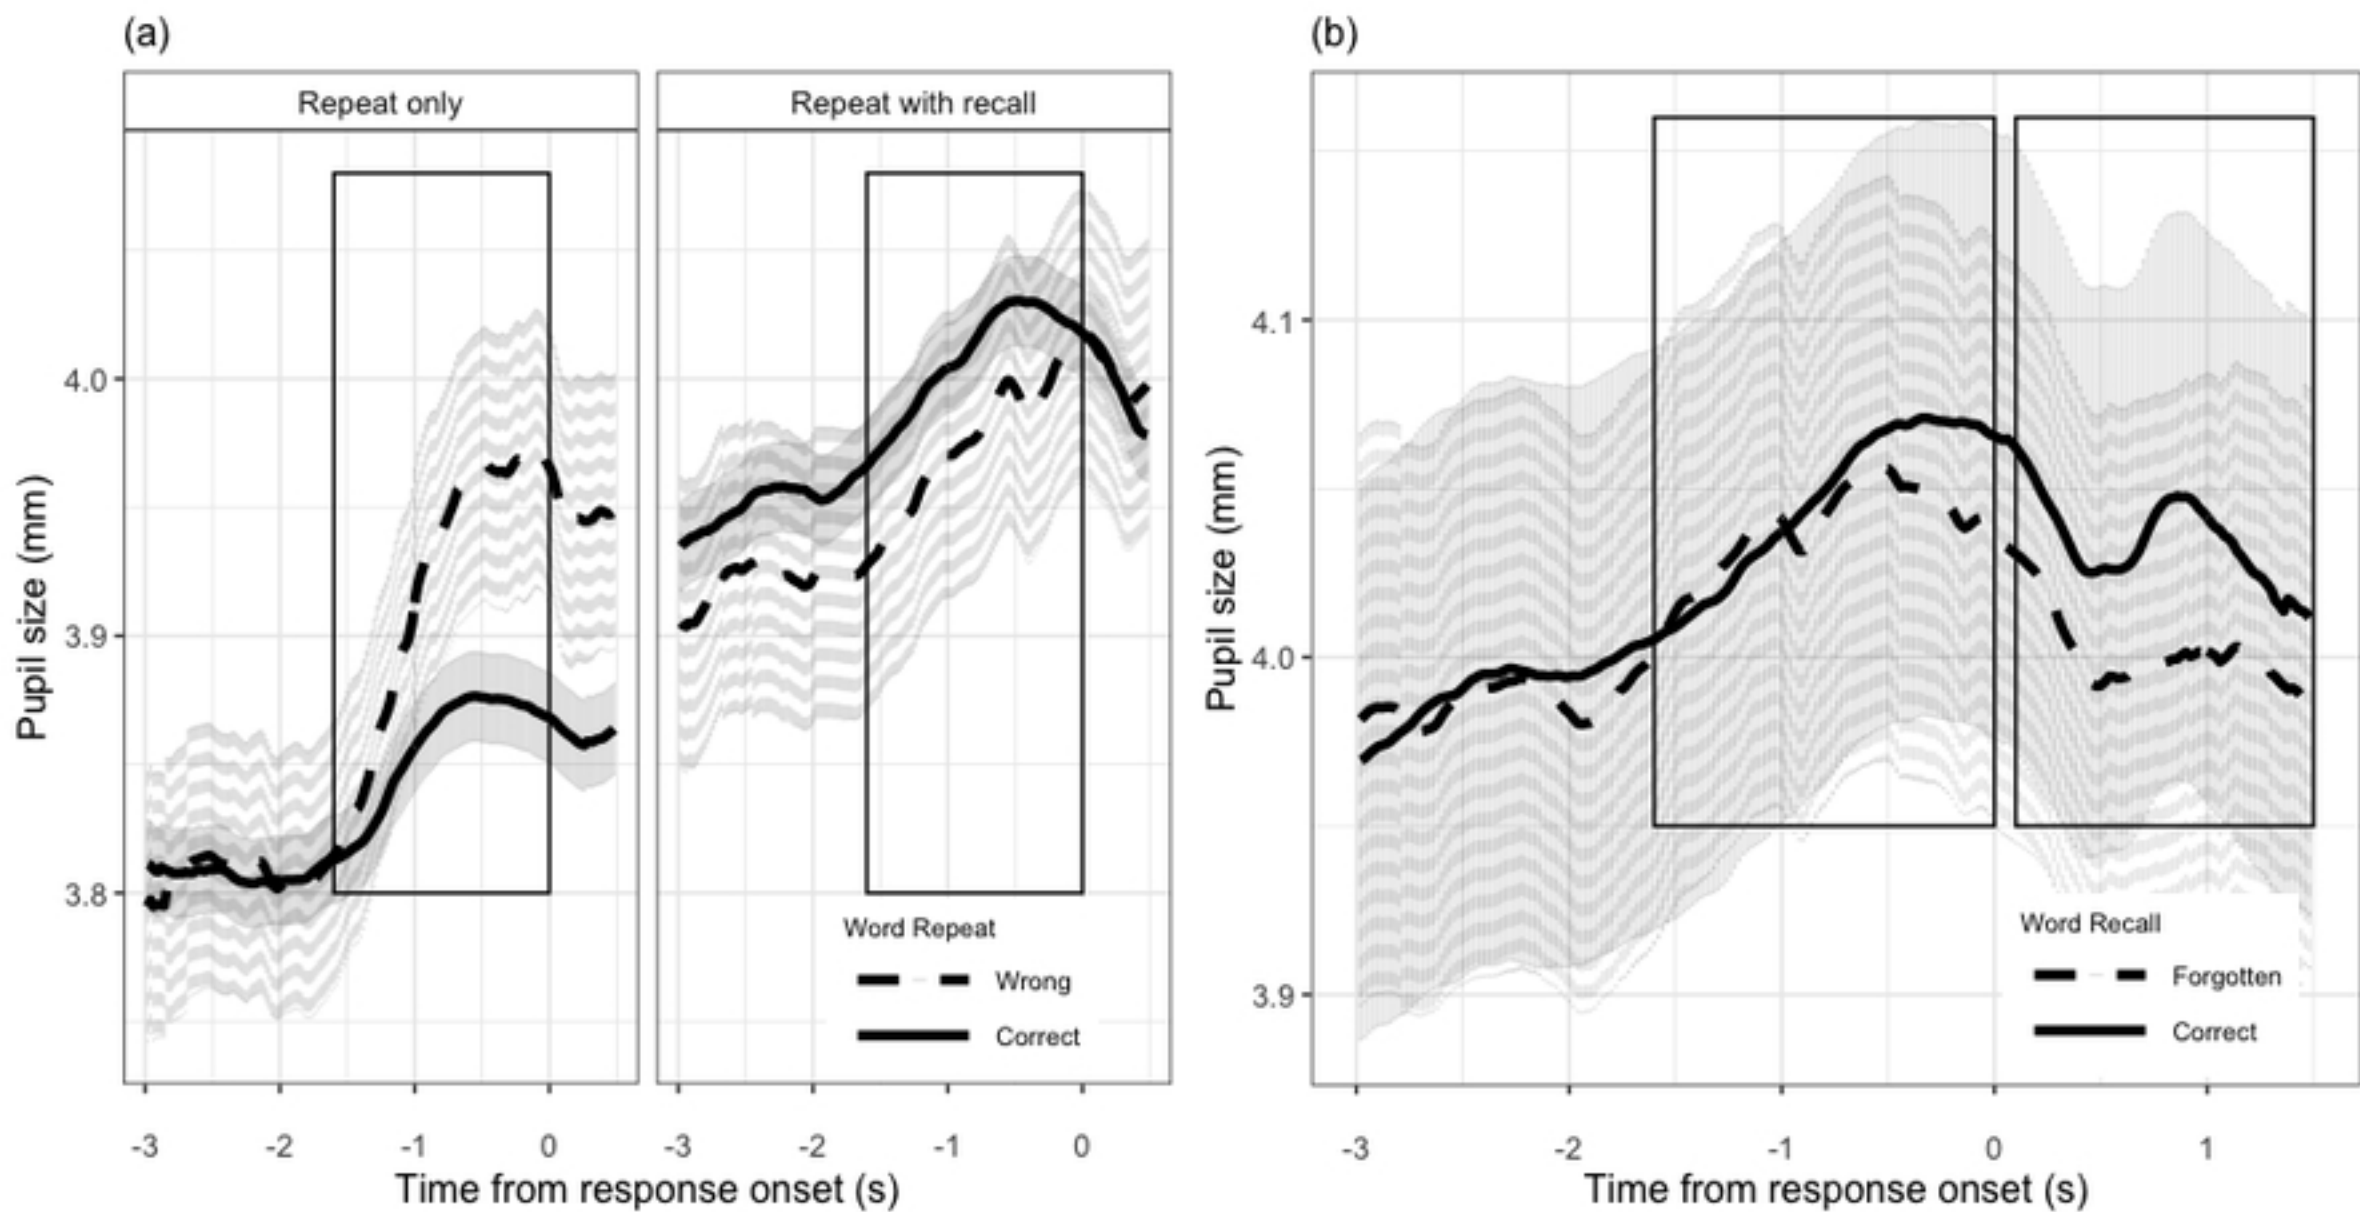 (a)
Repeat only
Repeat with recall
Pupil size (mm)
4.0
3.9
3.8
Word Repeat
Wrong
Correct
-3 -2 -1 0
-3 -2 -1 0
Time from response onset (s)
(b)
Pupil size (mm)
4.1
4.0
3.9
Word Recall
Forgotten
Correct
-3 -2 -1 0 1
Time from response onset (s)